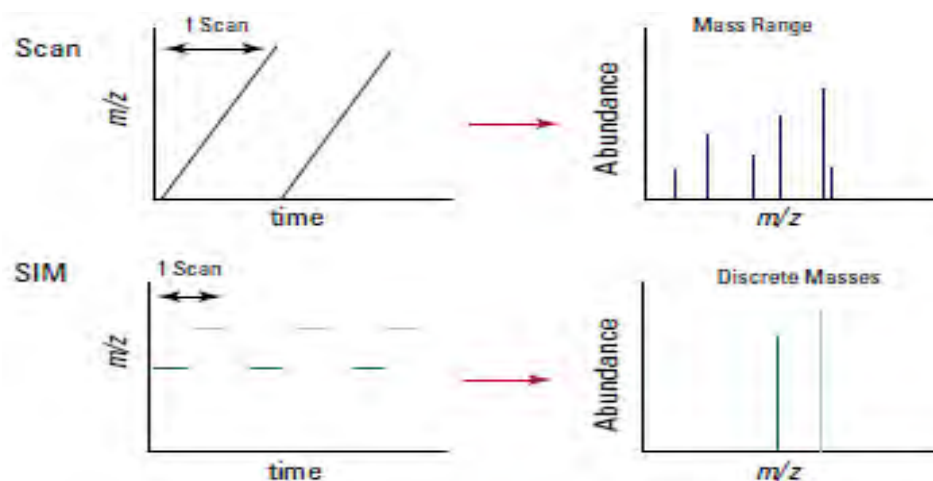 1 Scan
Scan
m/z
time
Mass Range
Abundance
m/z
SIM
1 Scan
m/z
time
Discrete Masses
Abundance
m/z